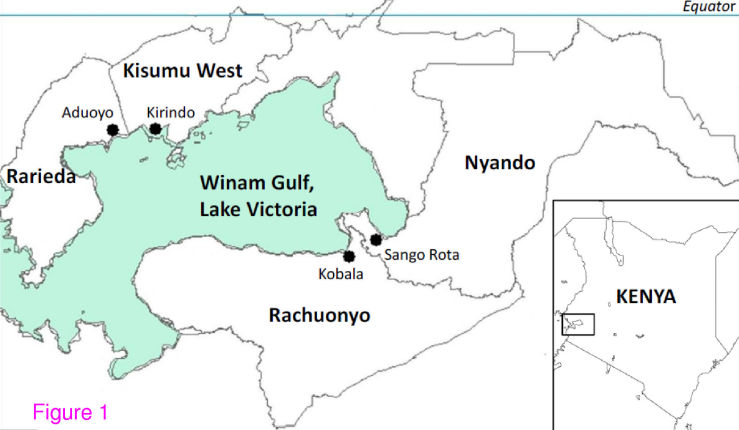 Equator
Kisumu West
Aduoyo
Kirindo
Nyando
Rarieda
Winam Gulf,
Lake Victoria
Sango Rota
Kobala
KENYA
Rachuonyo
Figure 1